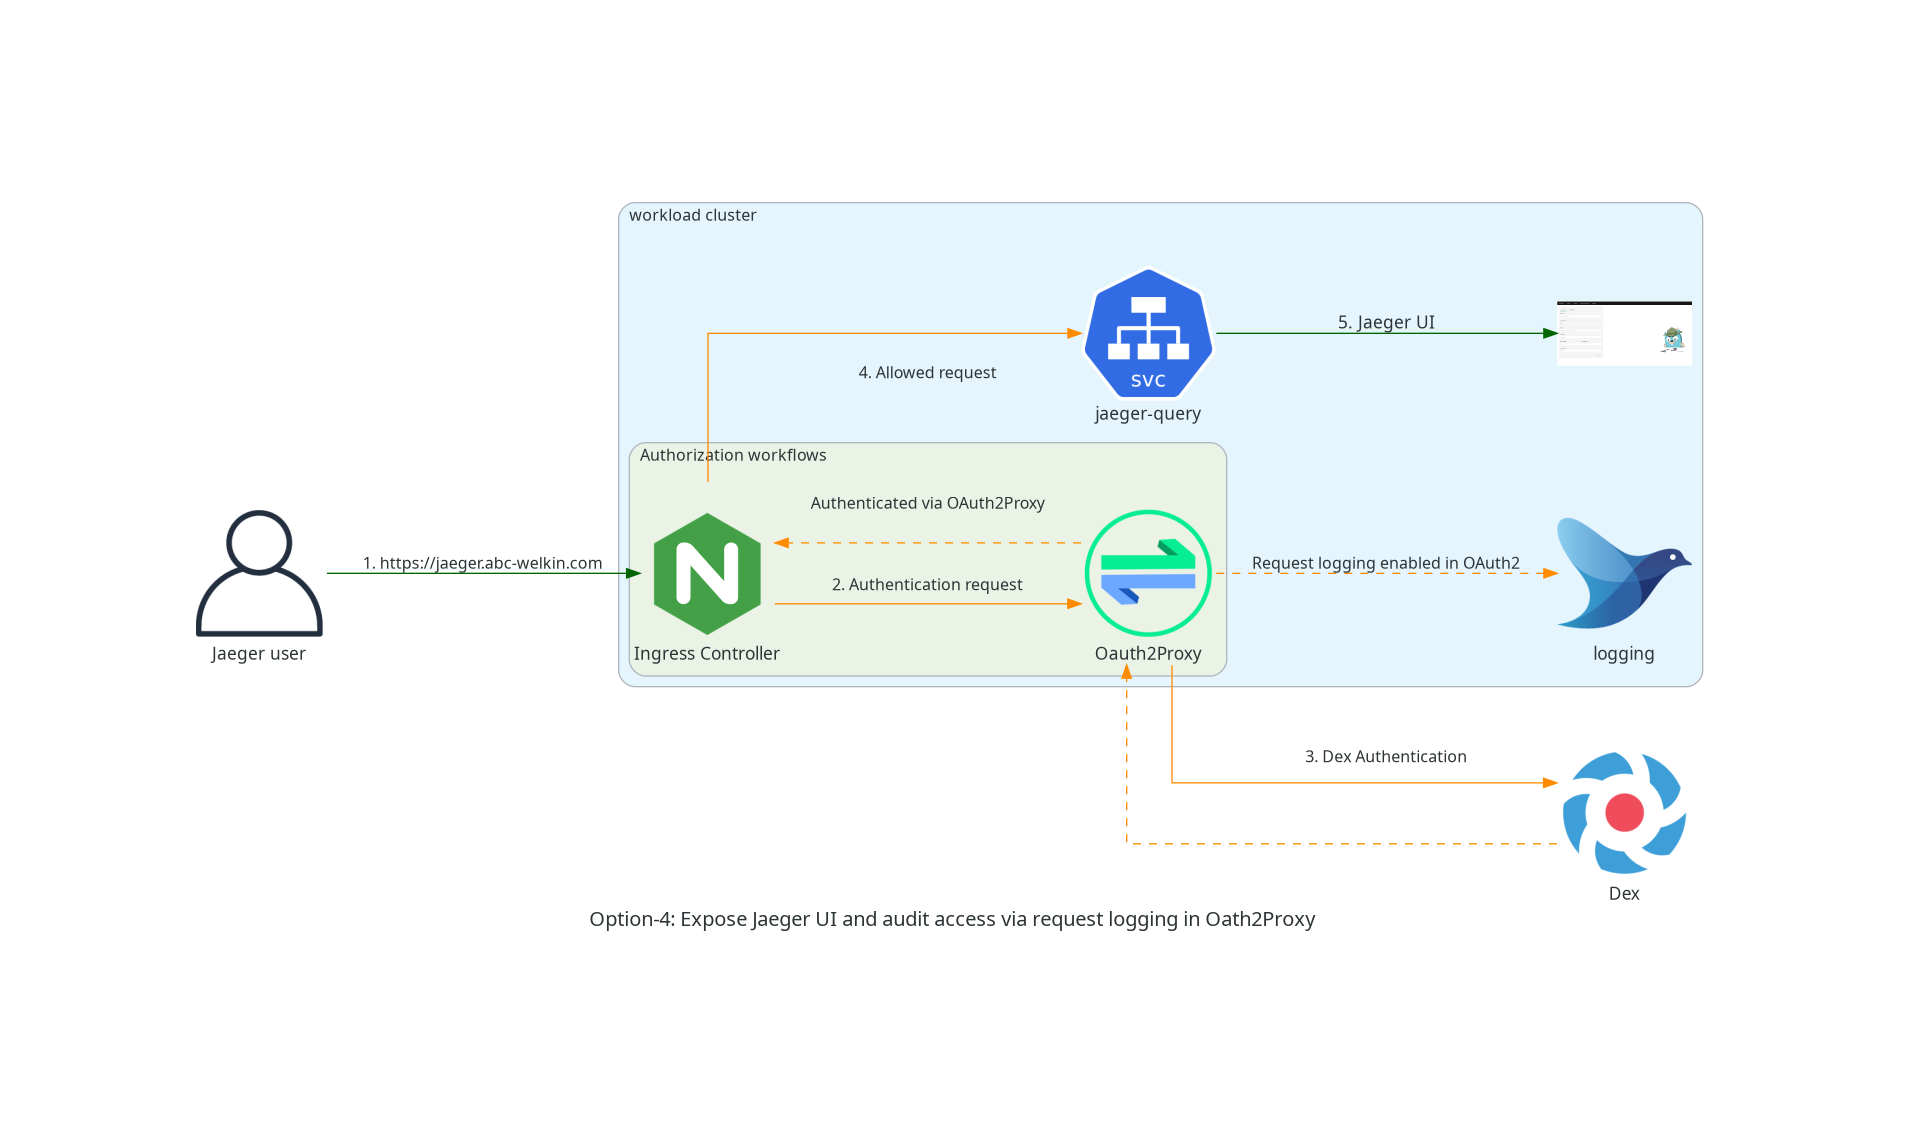 workload cluster
svc
jaeger-query
5. Jaeger UI
4. Allowed request
Authorization workflows
Authenticated via OAuth2Proxy
2. Authentication request
1. https://jaeger.abc-welkin.com
Request logging enabled in OAuth2
Jaeger user
Ingress Controller
Oauth2Proxy
logging
3. Dex Authentication
Dex
Option-4: Expose Jaeger UI and audit access via request logging in Oath2Proxy